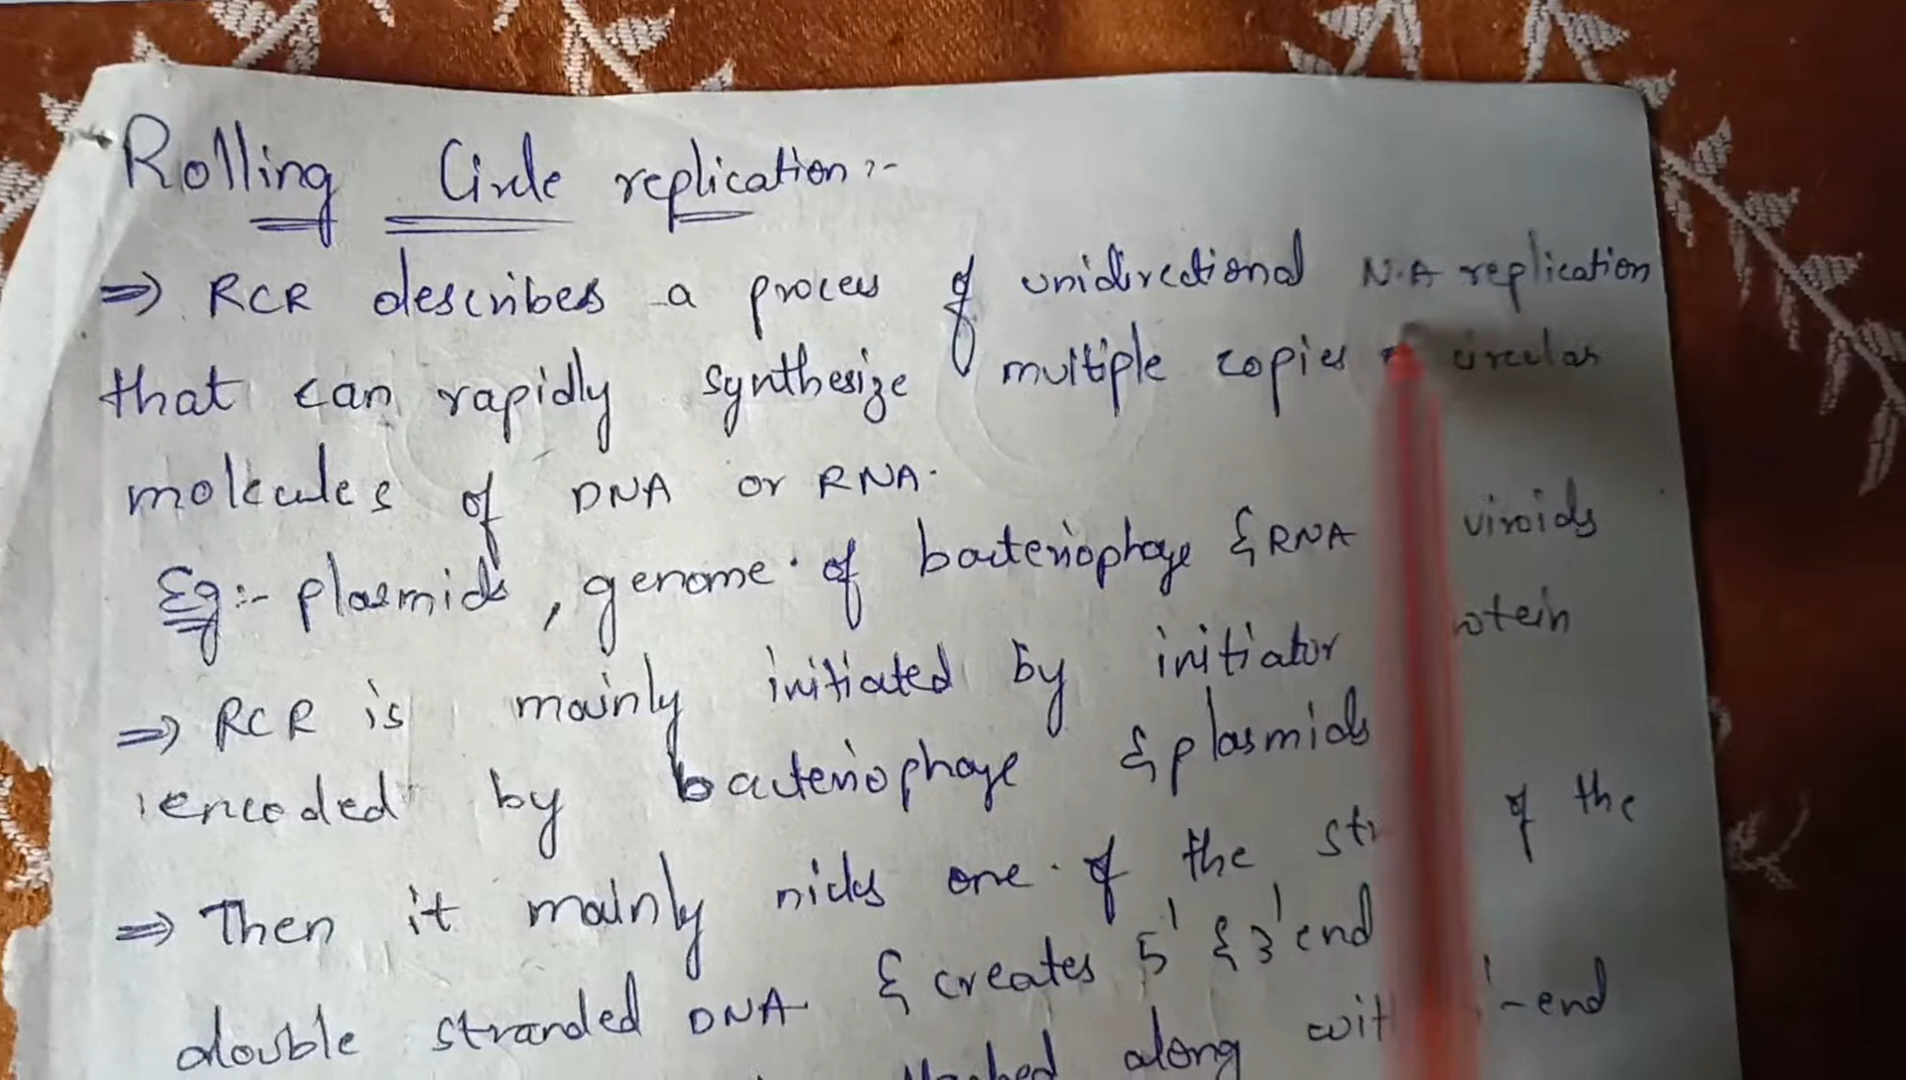 Rolling Circle replication :-
⇒ RCR describes a process of unidirectional N.A replication
that can rapidly synthesize multiple copies circular
molecules of DNA or RNA.
Eg :- plasmids, genome of bacteriophage & RNA viroids
⇒ RCR is mainly initiated by initiator
encoded by bacteriophage & plasmids
⇒ Then it mainly nicks one of the of the
double stranded DNA & creates 5' & 3' end
along -end